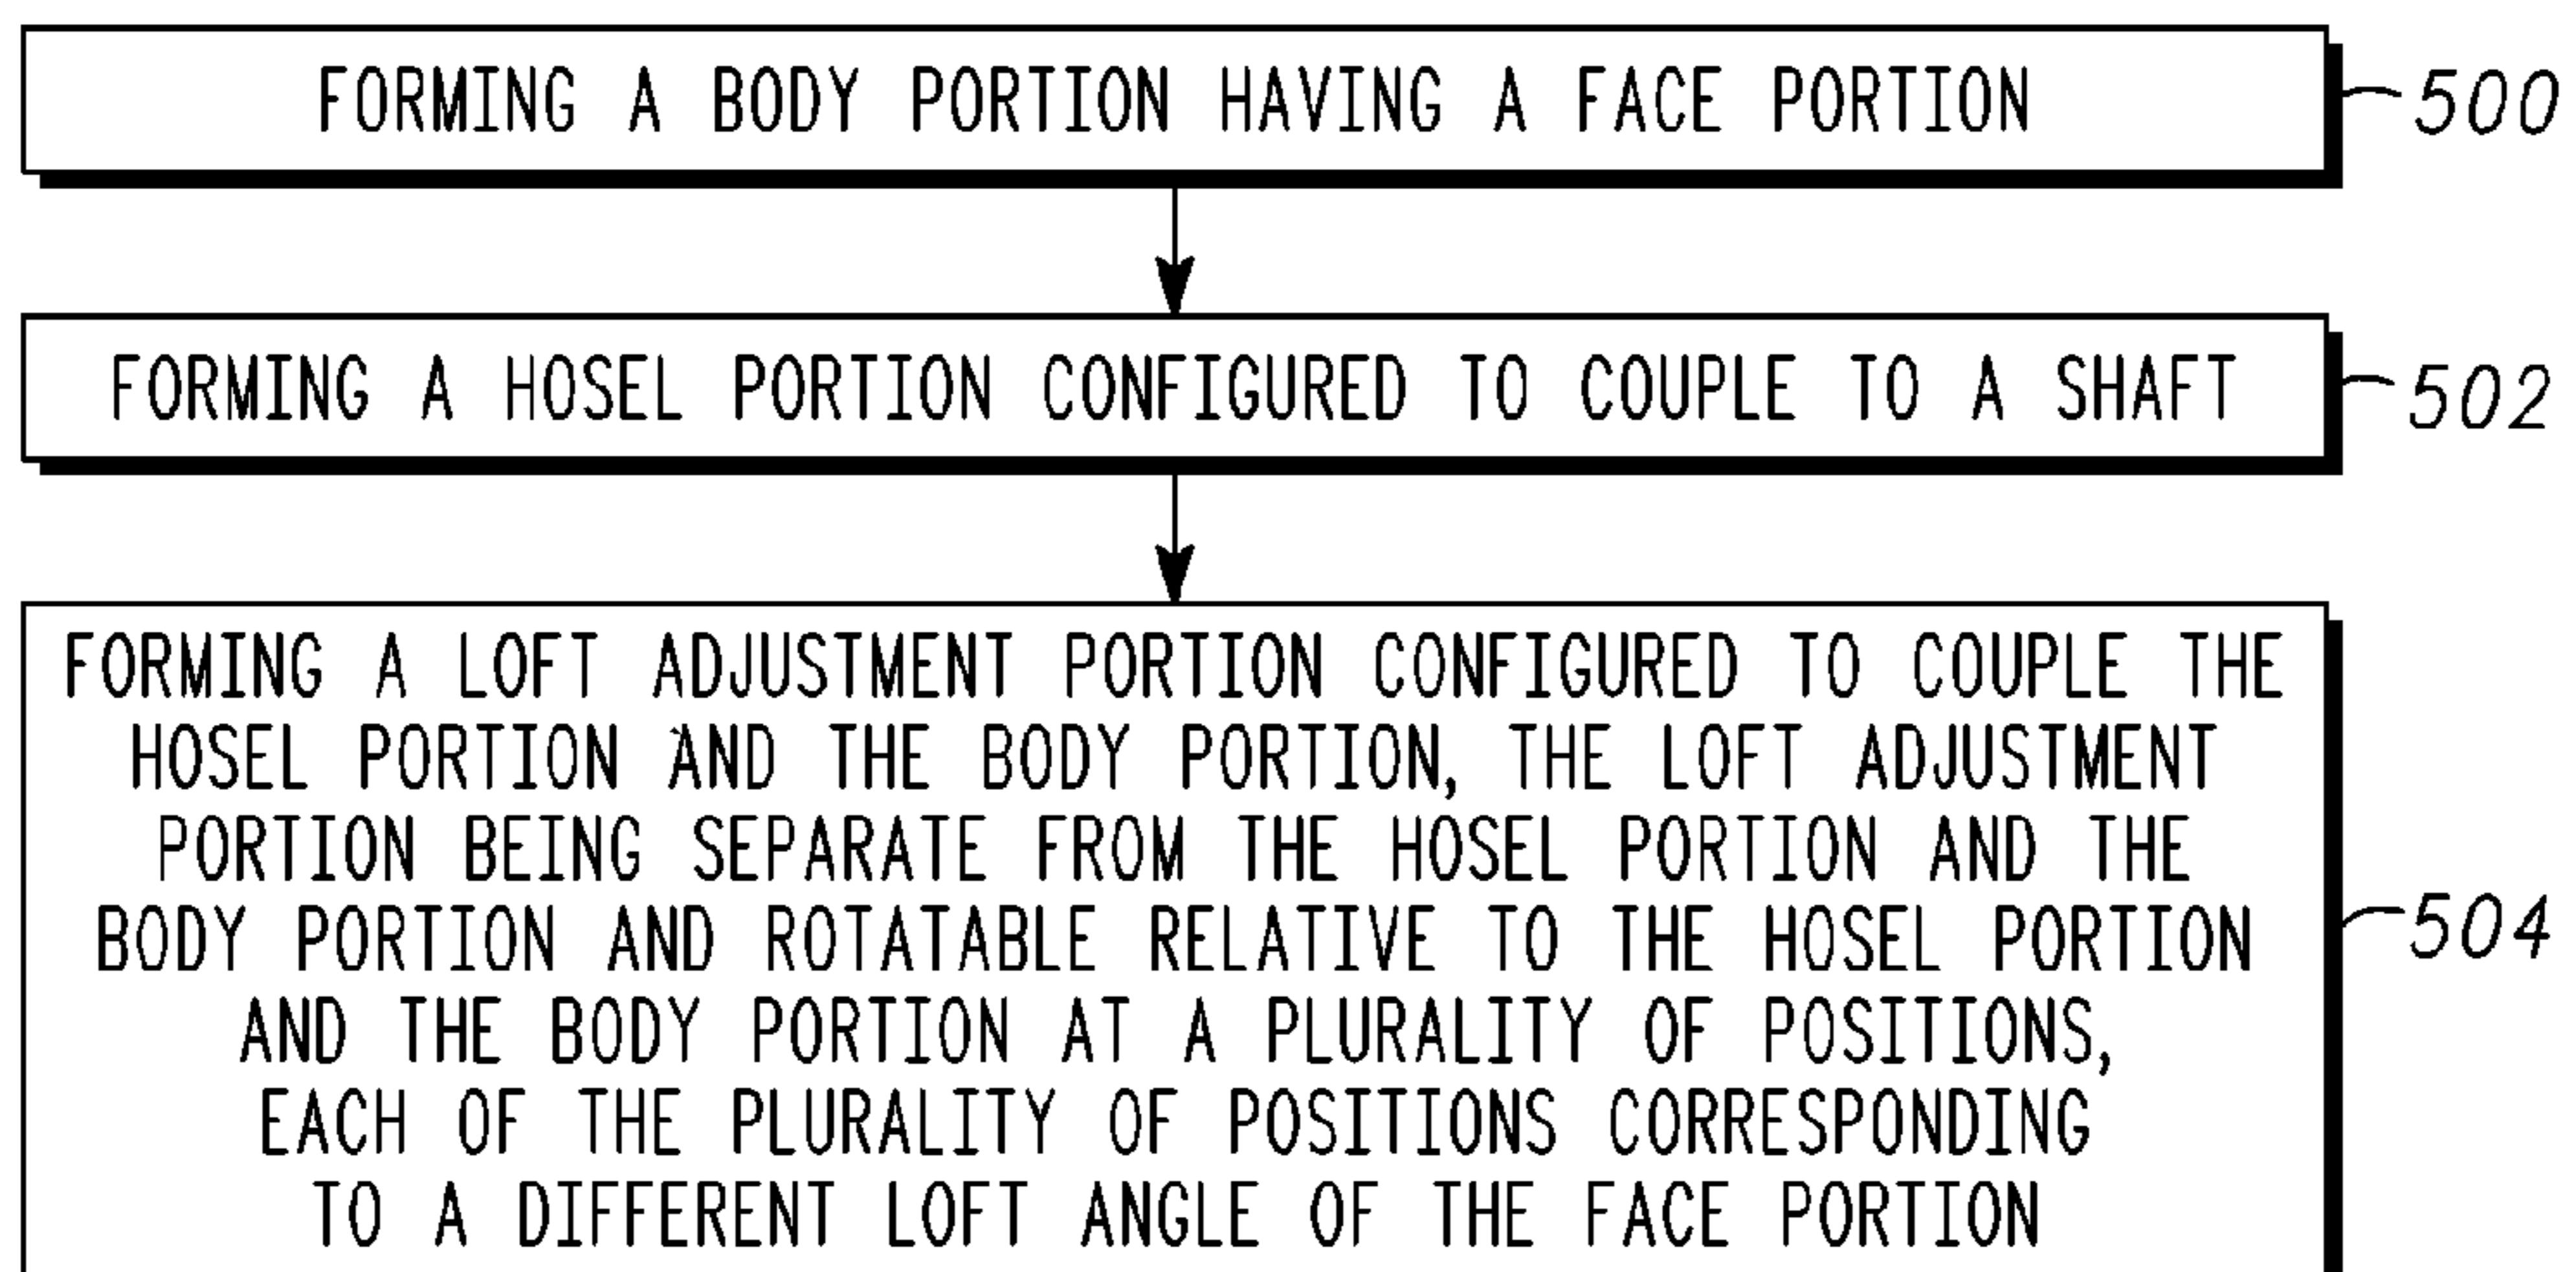 FORMING A BODY PORTION HAVING A FACE PORTION
500
FORMING A HOSEL PORTION CONFIGURED TO COUPLE TO A SHAFT
502
FORMING A LOFT ADJUSTMENT PORTION CONFIGURED TO COUPLE THE
HOSEL PORTION AND THE BODY PORTION, THE LOFT ADJUSTMENT
PORTION BEING SEPARATE FROM THE HOSEL PORTION AND THE
BODY PORTION AND ROTATABLE RELATIVE TO THE HOSEL PORTION
AND THE BODY PORTION AT A PLURALITY OF POSITIONS,
EACH OF THE PLURALITY OF POSITIONS CORRESPONDING
TO A DIFFERENT LOFT ANGLE OF THE FACE PORTION
504